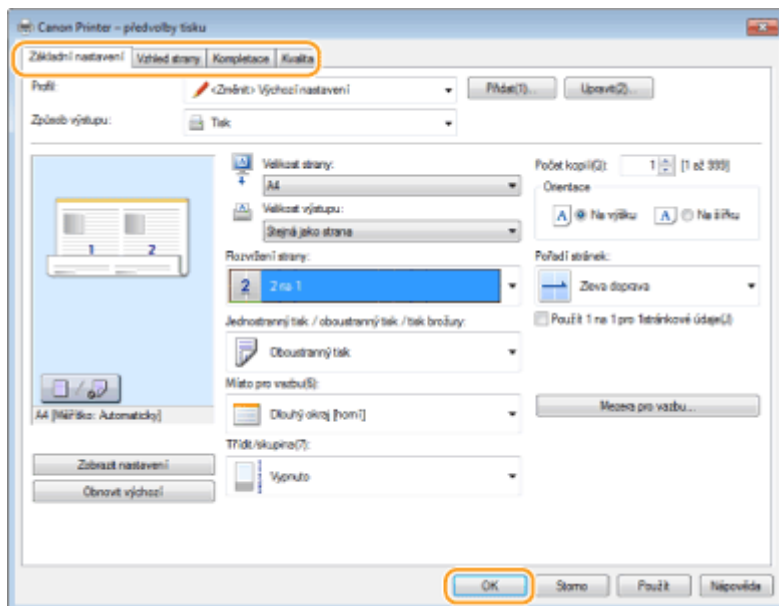 Canon Printer – předvolby tisku
Základní nastavení Vzhled strany Kompletace Kvalita
Profil: <Změnit> Výchozí nastavení Přidat(1)... Upravit(2)...
Způsob výstupu: Tisk
Velikost strany:
A4
Velikost výstupu:
Stejná jako strana
Počet kopií(Q): 1 [1 až 999]
Orientace
A Na výšku A Na šířku
1 2
Rozvržení strany:
2 2 na 1
Pořadí stránek:
Zleva doprava
Jednostranný tisk / oboustranný tisk / tisk brožury:
Oboustranný tisk
Použít 1 na 1 pro 1stránkové údaje(J)
A4 [Měřítko: Automaticky]
Místo pro vazbu(6):
Dlouhý okraj [horní]
Mezera pro vazbu...
Třídit/skupina(7):
Vypnuto
Zobrazit nastavení
Obnovit výchozí
OK Storno Použít Nápověda